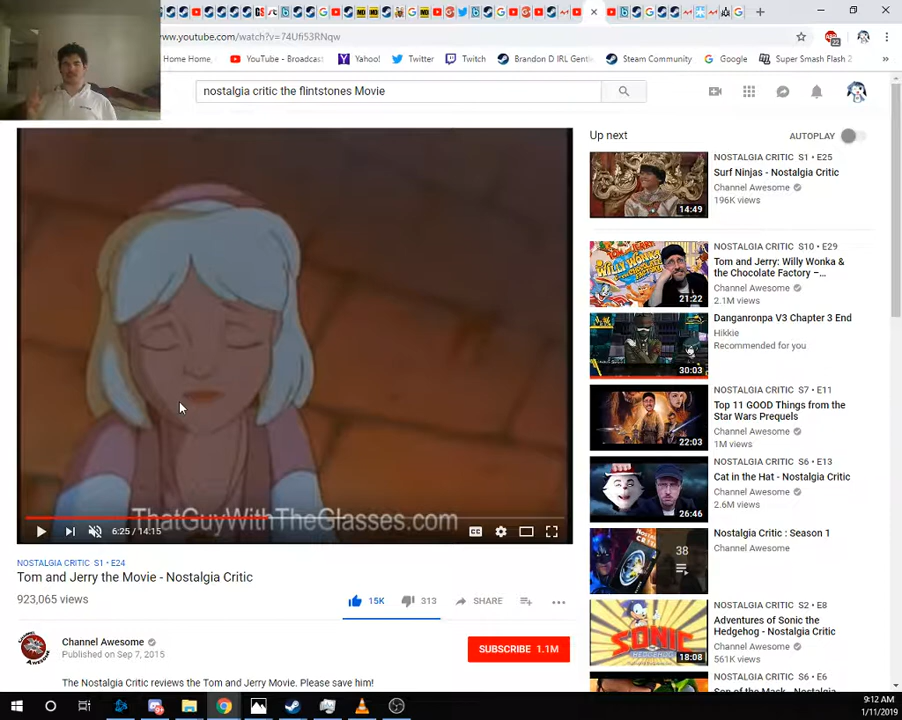 www.youtube.com/watch?v=74Ufi53RNqw
Home Home.
YouTube - Broadcast
Yahoo!
Twitter
Twitch
Brandon D IRL Gentl
Steam Community
Google
Super Smash Flash 2
nostalgia critic the flintstones Movie
Up next
AUTOPLAY
NOSTALGIA CRITIC S1 • E25
Surf Ninjas - Nostalgia Critic
Channel Awesome
196K views
14:49
NOSTALGIA CRITIC S10 • E29
Tom and Jerry: Willy Wonka &
the Chocolate Factory –...
Channel Awesome
2.1M views
21:22
Danganronpa V3 Chapter 3 End
Hikkie
Recommended for you
30:03
NOSTALGIA CRITIC S7 • E11
Top 11 GOOD Things from the
Star Wars Prequels
Channel Awesome
1M views
22:03
NOSTALGIA CRITIC S6 • E13
Cat in the Hat - Nostalgia Critic
Channel Awesome
2.6M views
26:46
Nostalgia Critic : Season 1
Channel Awesome
38
NOSTALGIA CRITIC S2 • E8
Adventures of Sonic the
Hedgehog - Nostalgia Critic
Channel Awesome
561K views
18:08
NOSTALGIA CRITIC S6 • E6
Son of the Mask - Nostalgia
ThatGuyWithTheGlasses.com
6:25 / 14:15
NOSTALGIA CRITIC S1 • E24
Tom and Jerry the Movie - Nostalgia Critic
923,065 views
15K
313
SHARE
Channel Awesome
Published on Sep 7, 2015
SUBSCRIBE 1.1M
The Nostalgia Critic reviews the Tom and Jerry Movie. Please save him!
9:12 AM
1/11/2019